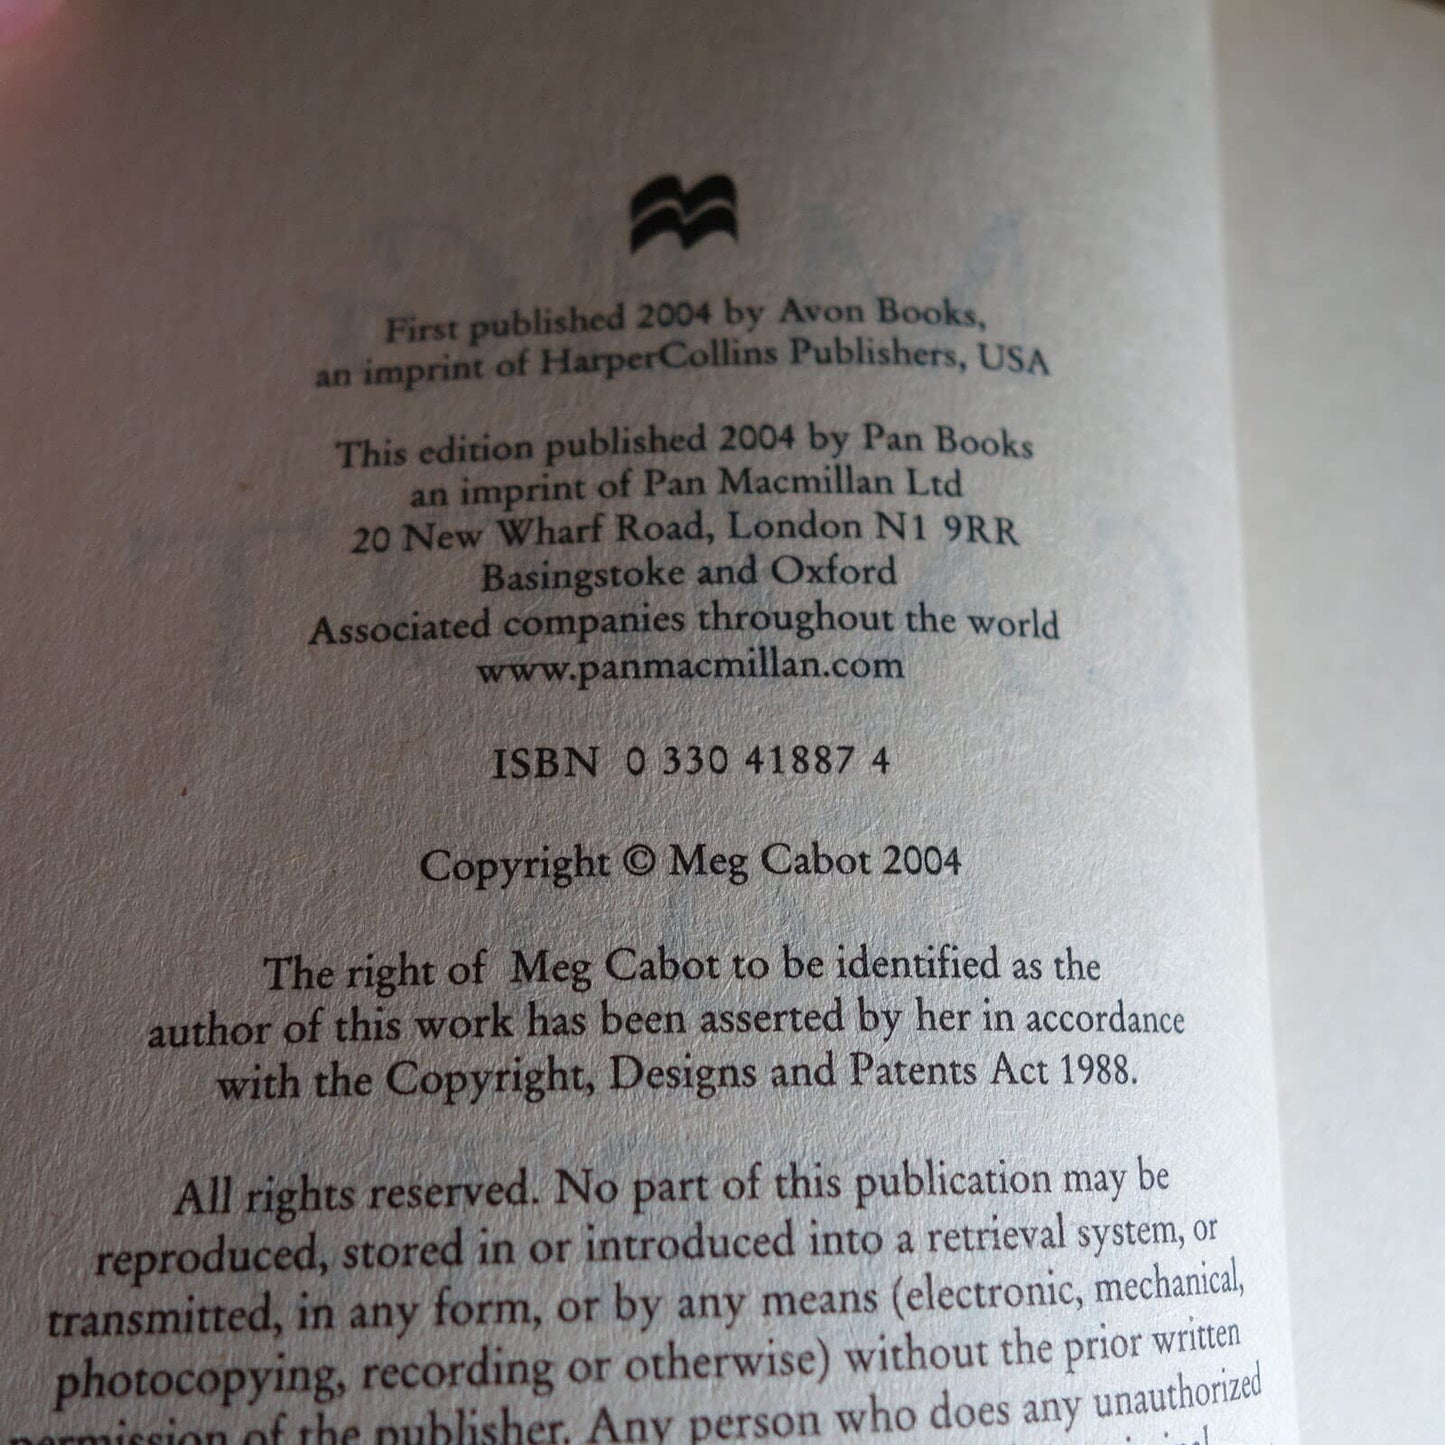 First published 2004 by Avon Books,
an imprint of HarperCollins Publishers, USA
This edition published 2004 by Pan Books
an imprint of Pan Macmillan Ltd
20 New Wharf Road, London N1 9RR
Basingstoke and Oxford
Associated companies throughout the world
www.panmacmillan.com
ISBN 0 330 41887 4
Copyright © Meg Cabot 2004
The right of Meg Cabot to be identified as the
author of this work has been asserted by her in accordance
with the Copyright, Designs and Patents Act 1988.
All rights reserved. No part of this publication may be
reproduced, stored in or introduced into a retrieval system, or
transmitted, in any form, or by any means (electronic, mechanical,
photocopying, recording or otherwise) without the prior written
permission of the publisher. Any person who does any unauthorized